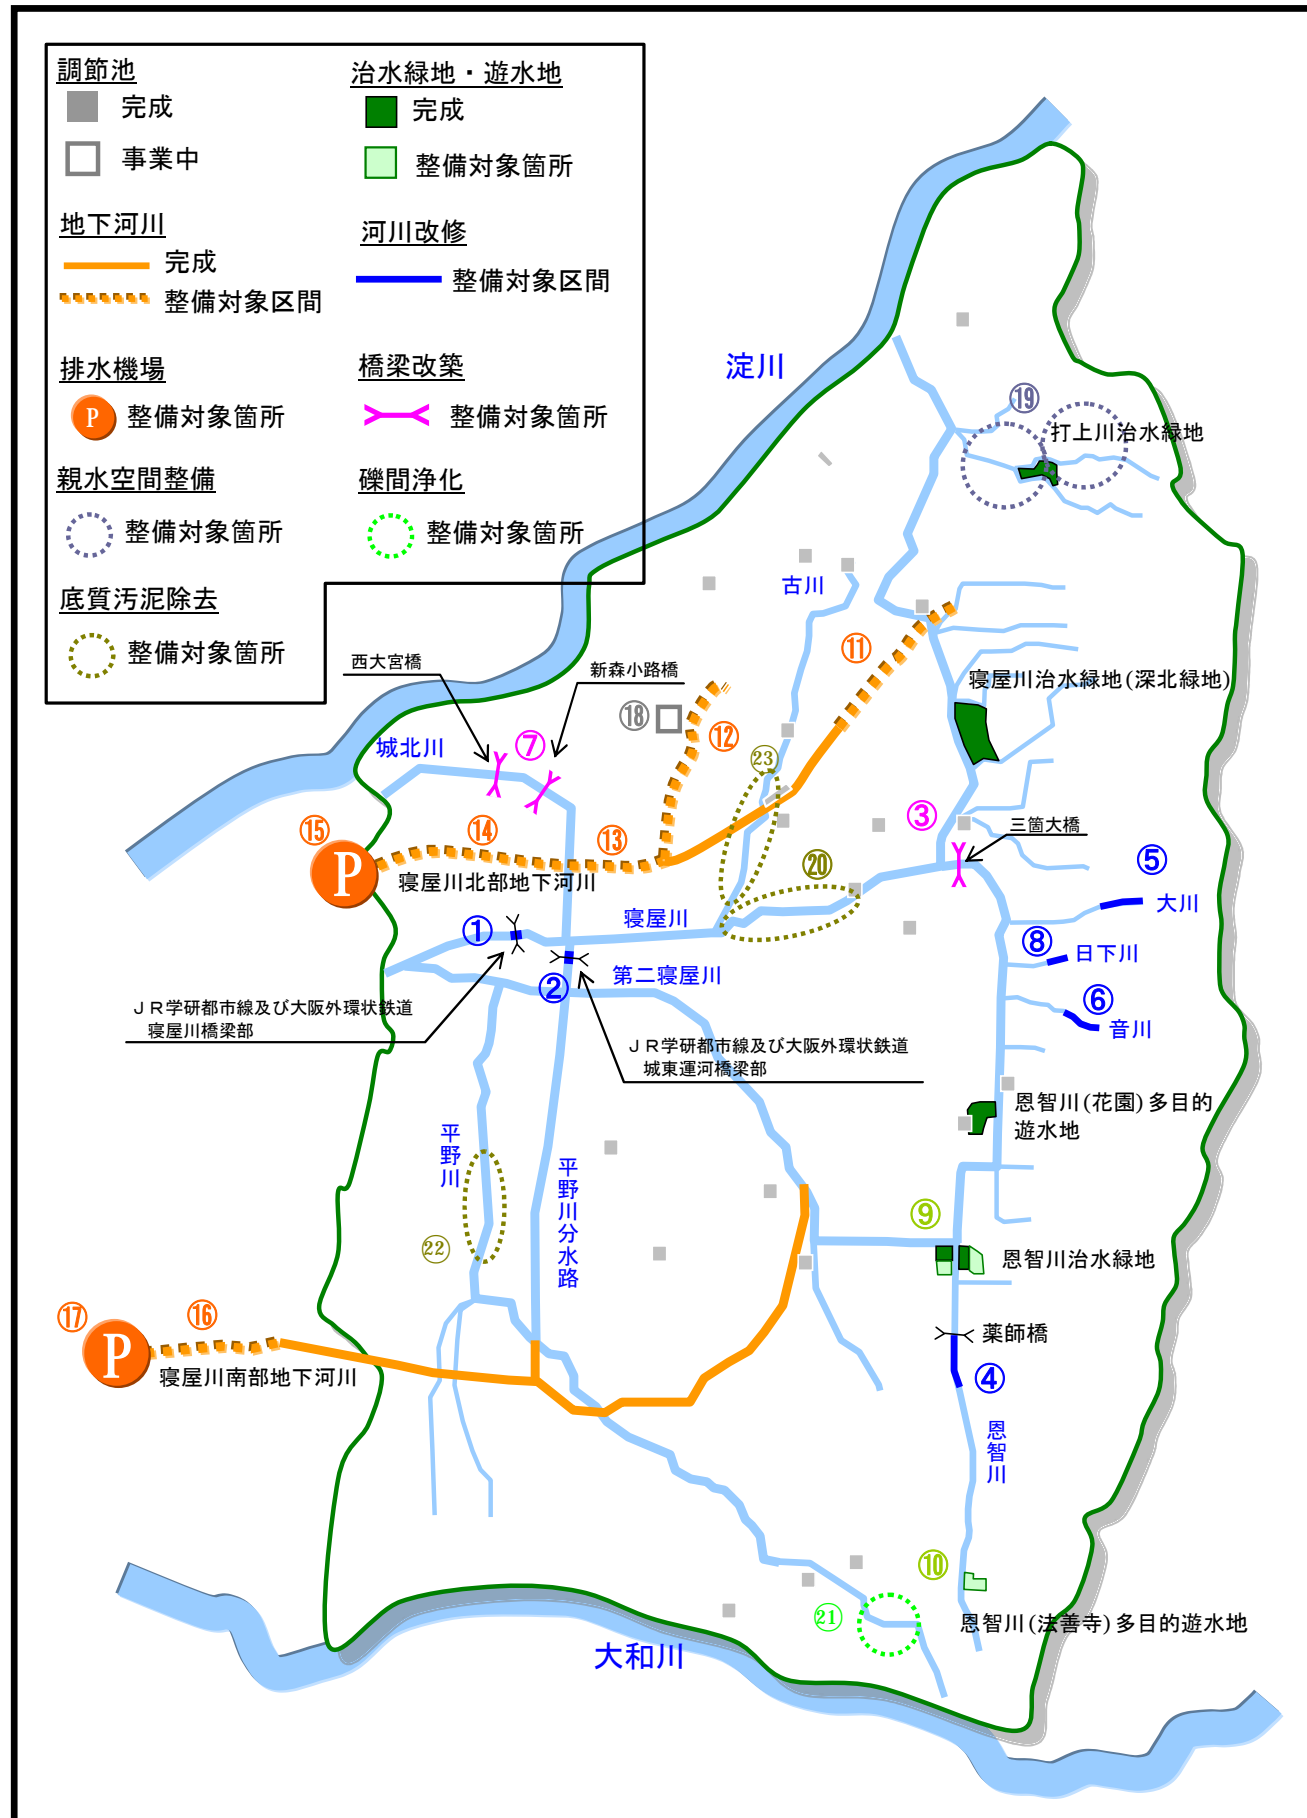 調節池
完成
事業中
治水緑地・遊水地
完成
整備対象箇所
地下河川
完成
整備対象区間
河川改修
整備対象区間
排水機場
P
整備対象箇所
橋梁改築
整備対象箇所
親水空間整備
整備対象箇所
礫間浄化
整備対象箇所
底質汚泥除去
整備対象箇所
淀川
⑲
打上川治水緑地
古川
⑪
西大宮橋
新森小路橋
寝屋川治水緑地(深北緑地)
⑱
⑫
城北川
⑦
㉓
③
三箇大橋
⑮
P
⑭
⑬
寝屋川北部地下河川
⑳
⑤
大川
①
寝屋川
⑧
日下川
②
第二寝屋川
⑥
音川
ＪＲ学研都市線及び大阪外環状鉄道
寝屋川橋梁部
ＪＲ学研都市線及び大阪外環状鉄道
城東運河橋梁部
恩智川(花園)多目的
遊水地
平野川
平野川分水路
㉒
⑨
恩智川治水緑地
⑰
P
⑯
寝屋川南部地下河川
薬師橋
④
恩智川
⑩
㉑
恩智川(法善寺)多目的遊水地
大和川